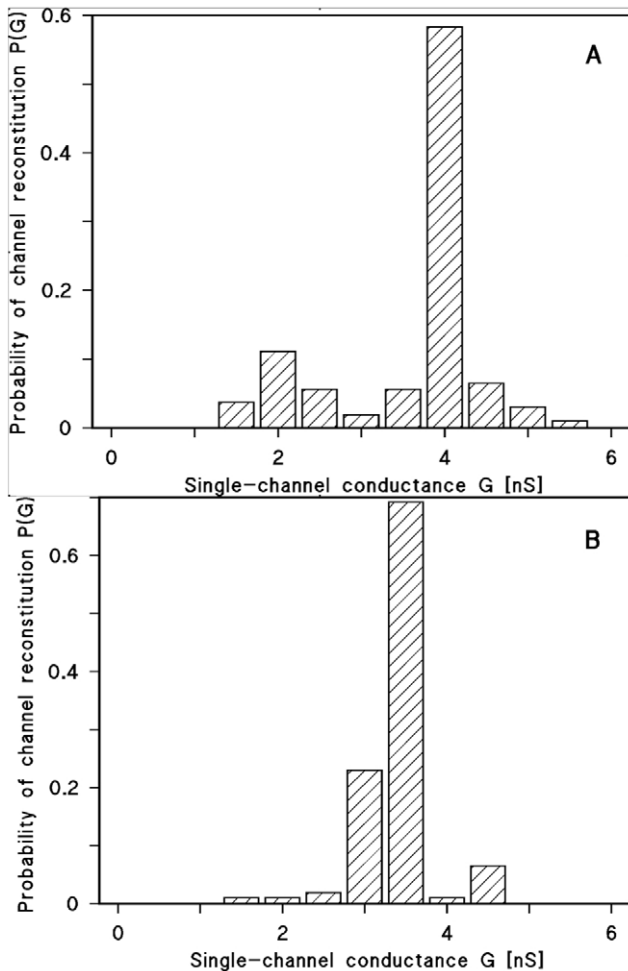 Probability of channel reconstitution P(G)
0.6
0.4
0.2
0
A
0 2 4 6
Single-channel conductance G [nS]
Probability of channel reconstitution P(G)
0.6
0.4
0.2
0
B
0 2 4 6
Single-channel conductance G [nS]